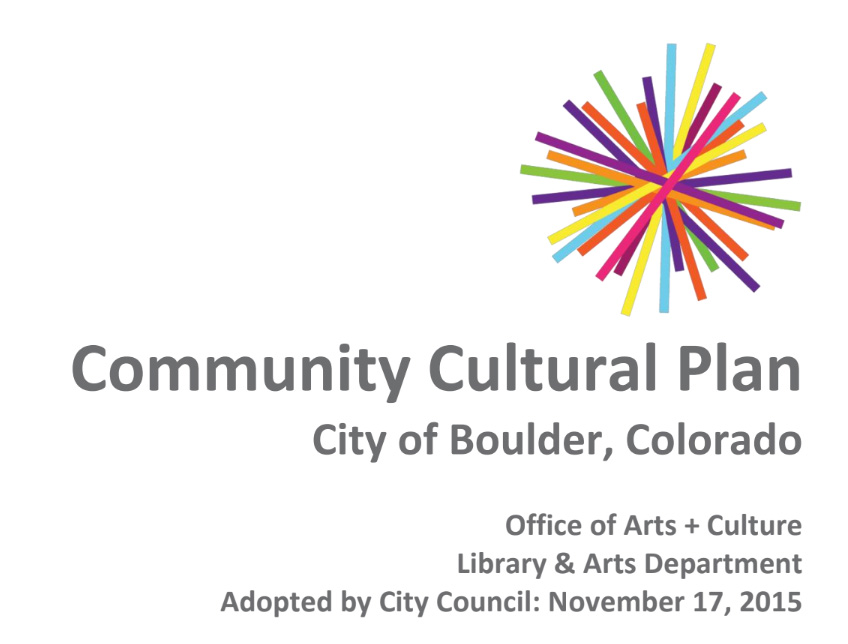 Community Cultural Plan
City of Boulder, Colorado
Office of Arts + Culture
Library & Arts Department
Adopted by City Council: November 17, 2015